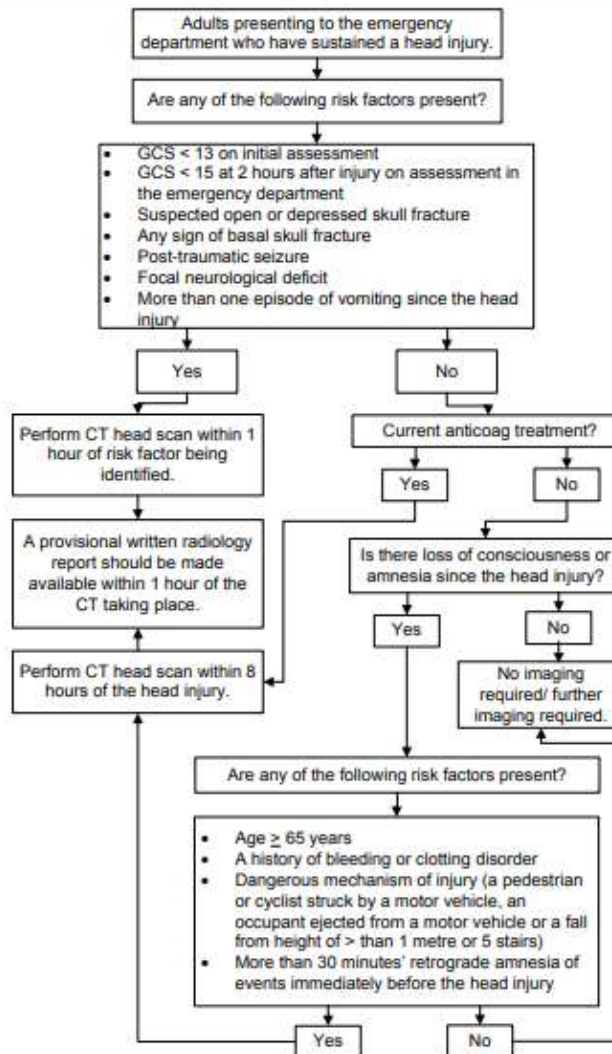 Adults presenting to the emergency
department who have sustained a head injury.
Are any of the following risk factors present?
• GCS < 13 on initial assessment
• GCS < 15 at 2 hours after injury on assessment in
the emergency department
• Suspected open or depressed skull fracture
• Any sign of basal skull fracture
• Post-traumatic seizure
• Focal neurological deficit
• More than one episode of vomiting since the head
injury
Yes
No
Perform CT head scan within 1
hour of risk factor being
identified.
Current anticoag treatment?
Yes
No
A provisional written radiology
report should be made
available within 1 hour of the
CT taking place.
Is there loss of consciousness or
amnesia since the head injury?
Yes
No
Perform CT head scan within 8
hours of the head injury.
No imaging
required/ further
imaging required.
Are any of the following risk factors present?
• Age ≥ 65 years
• A history of bleeding or clotting disorder
• Dangerous mechanism of injury (a pedestrian
or cyclist struck by a motor vehicle, an
occupant ejected from a motor vehicle or a fall
from height of > than 1 metre or 5 stairs)
• More than 30 minutes’ retrograde amnesia of
events immediately before the head injury
Yes
No